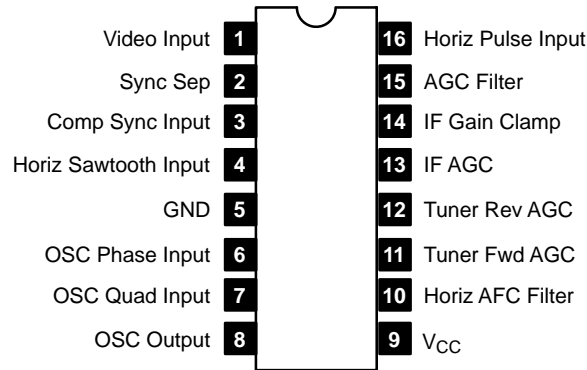 Video Input 1 16 Horiz Pulse Input
Sync Sep 2 15 AGC Filter
Comp Sync Input 3 14 IF Gain Clamp
Horiz Sawtooth Input 4 13 IF AGC
GND 5 12 Tuner Rev AGC
OSC Phase Input 6 11 Tuner Fwd AGC
OSC Quad Input 7 10 Horiz AFC Filter
OSC Output 8 9 VCC